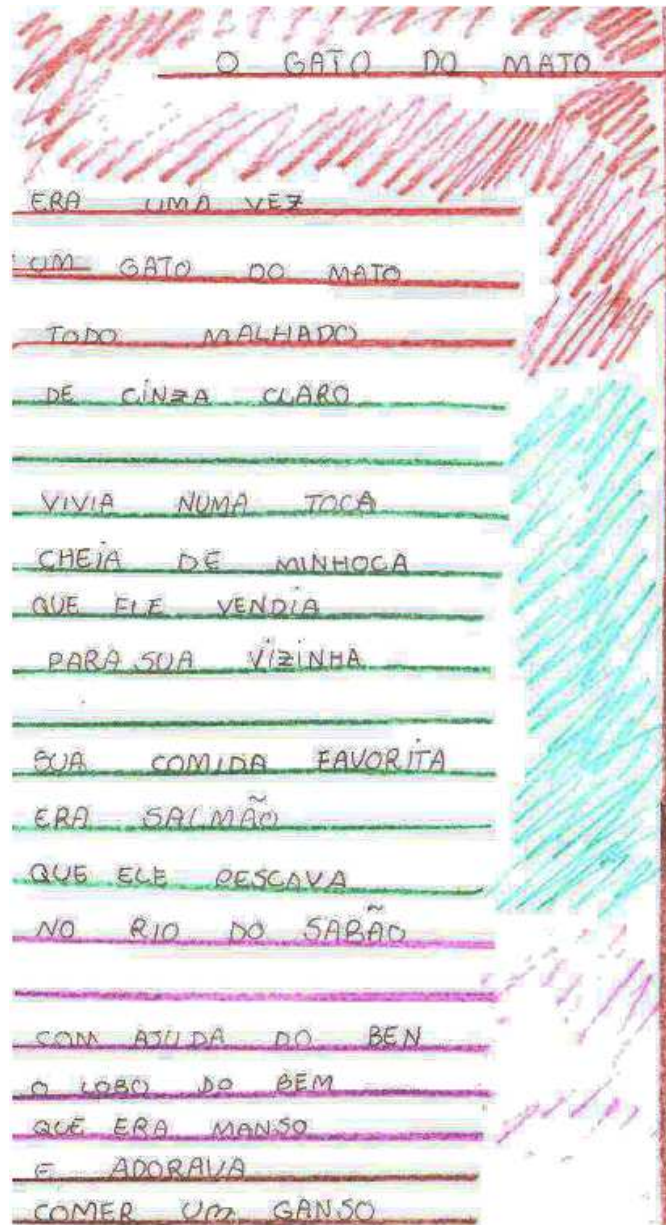 O GATO DO MATO
ERA UMA VEZ
UM GATO DO MATO
TODO MALHADO
DE CINZA CLARO
VIVIA NUMA TOCA
CHEIA DE MINHOCA
QUE ELE VENDIA
PARA SUA VIZINHA
SUA COMIDA FAVORITA
ERA SALMÃO
QUE ELE PESCAVA
NO RIO DO SABÃO
COM AJUDA DO BEN
O LOBO DO BEM
QUE ERA MANSO
E ADORAVA
COMER UM GANSO